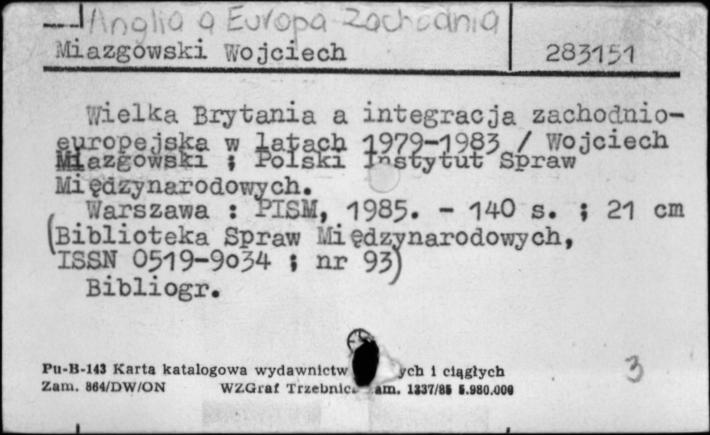 Anglia a Europa Zachodnia
Miazgowski Wojciech 283151
Wielka Brytania a integracja zachodnio-
europejska w latach 1979-1983 / Wojciech
Miazgowski ; Polski Instytut Spraw
Międzynarodowych.
Warszawa : PISM, 1985. - 140 s. ; 21 cm
(Biblioteka Spraw Międzynarodowych,
ISSN 0519-9034 ; nr 93)
Bibliogr.
Pu-B-143 Karta katalogowa wydawnictw ych i ciągłych
Zam. 864/DW/ON WZGraf Trzebnic am. 1337/85 5.980.000
3